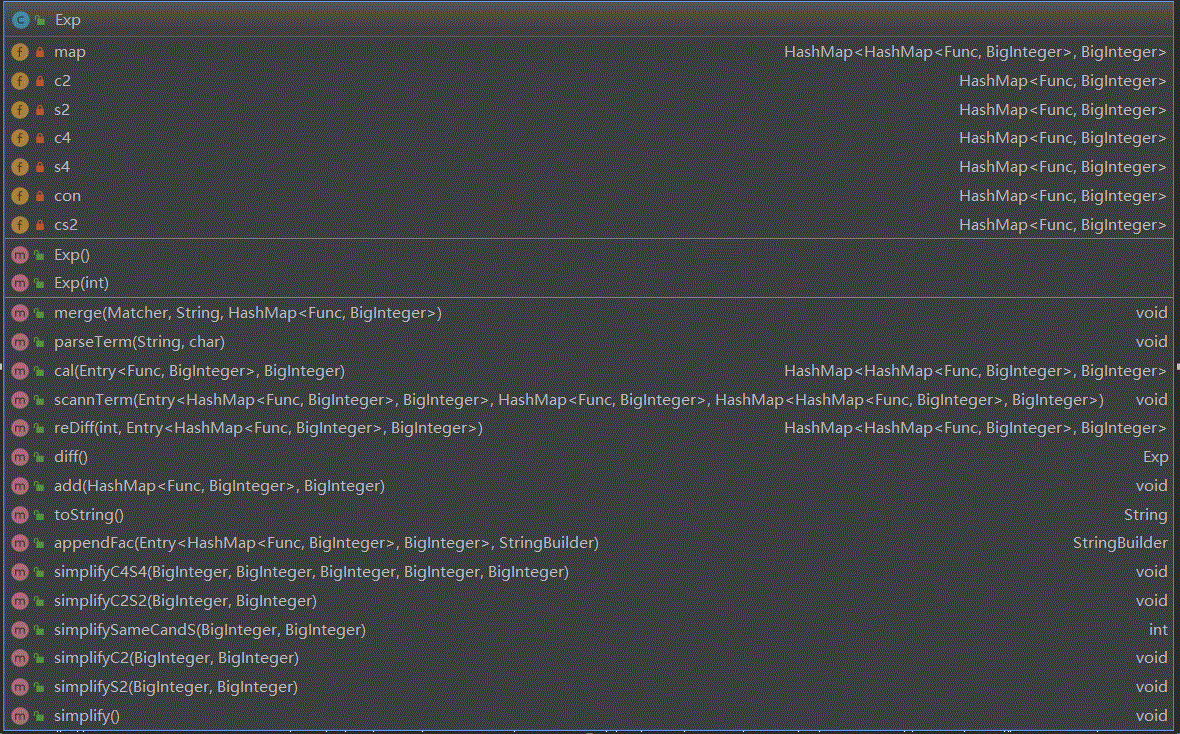 C Exp
f map HashMap<HashMap<Func, BigInteger>, BigInteger>
f c2 HashMap<Func, BigInteger>
f s2 HashMap<Func, BigInteger>
f c4 HashMap<Func, BigInteger>
f s4 HashMap<Func, BigInteger>
f con HashMap<Func, BigInteger>
f cs2 HashMap<Func, BigInteger>
m Exp()
m Exp(int)
m merge(Matcher, String, HashMap<Func, BigInteger>) void
m parseTerm(String, char) void
m cal(Entry<Func, BigInteger>, BigInteger) HashMap<HashMap<Func, BigInteger>, BigInteger>
m scannTerm(Entry<HashMap<Func, BigInteger>, BigInteger>, HashMap<Func, BigInteger>, HashMap<HashMap<Func, BigInteger>, BigInteger>) void
m reDiff(int, Entry<HashMap<Func, BigInteger>, BigInteger>) HashMap<HashMap<Func, BigInteger>, BigInteger>
m diff() Exp
m add(HashMap<Func, BigInteger>, BigInteger) void
m toString() String
m appendFac(Entry<HashMap<Func, BigInteger>, BigInteger>, StringBuilder) StringBuilder
m simplifyC4S4(BigInteger, BigInteger, BigInteger, BigInteger, BigInteger) void
m simplifyC2S2(BigInteger, BigInteger) void
m simplifySameCandS(BigInteger, BigInteger) int
m simplifyC2(BigInteger, BigInteger) void
m simplifyS2(BigInteger, BigInteger) void
m simplify() void